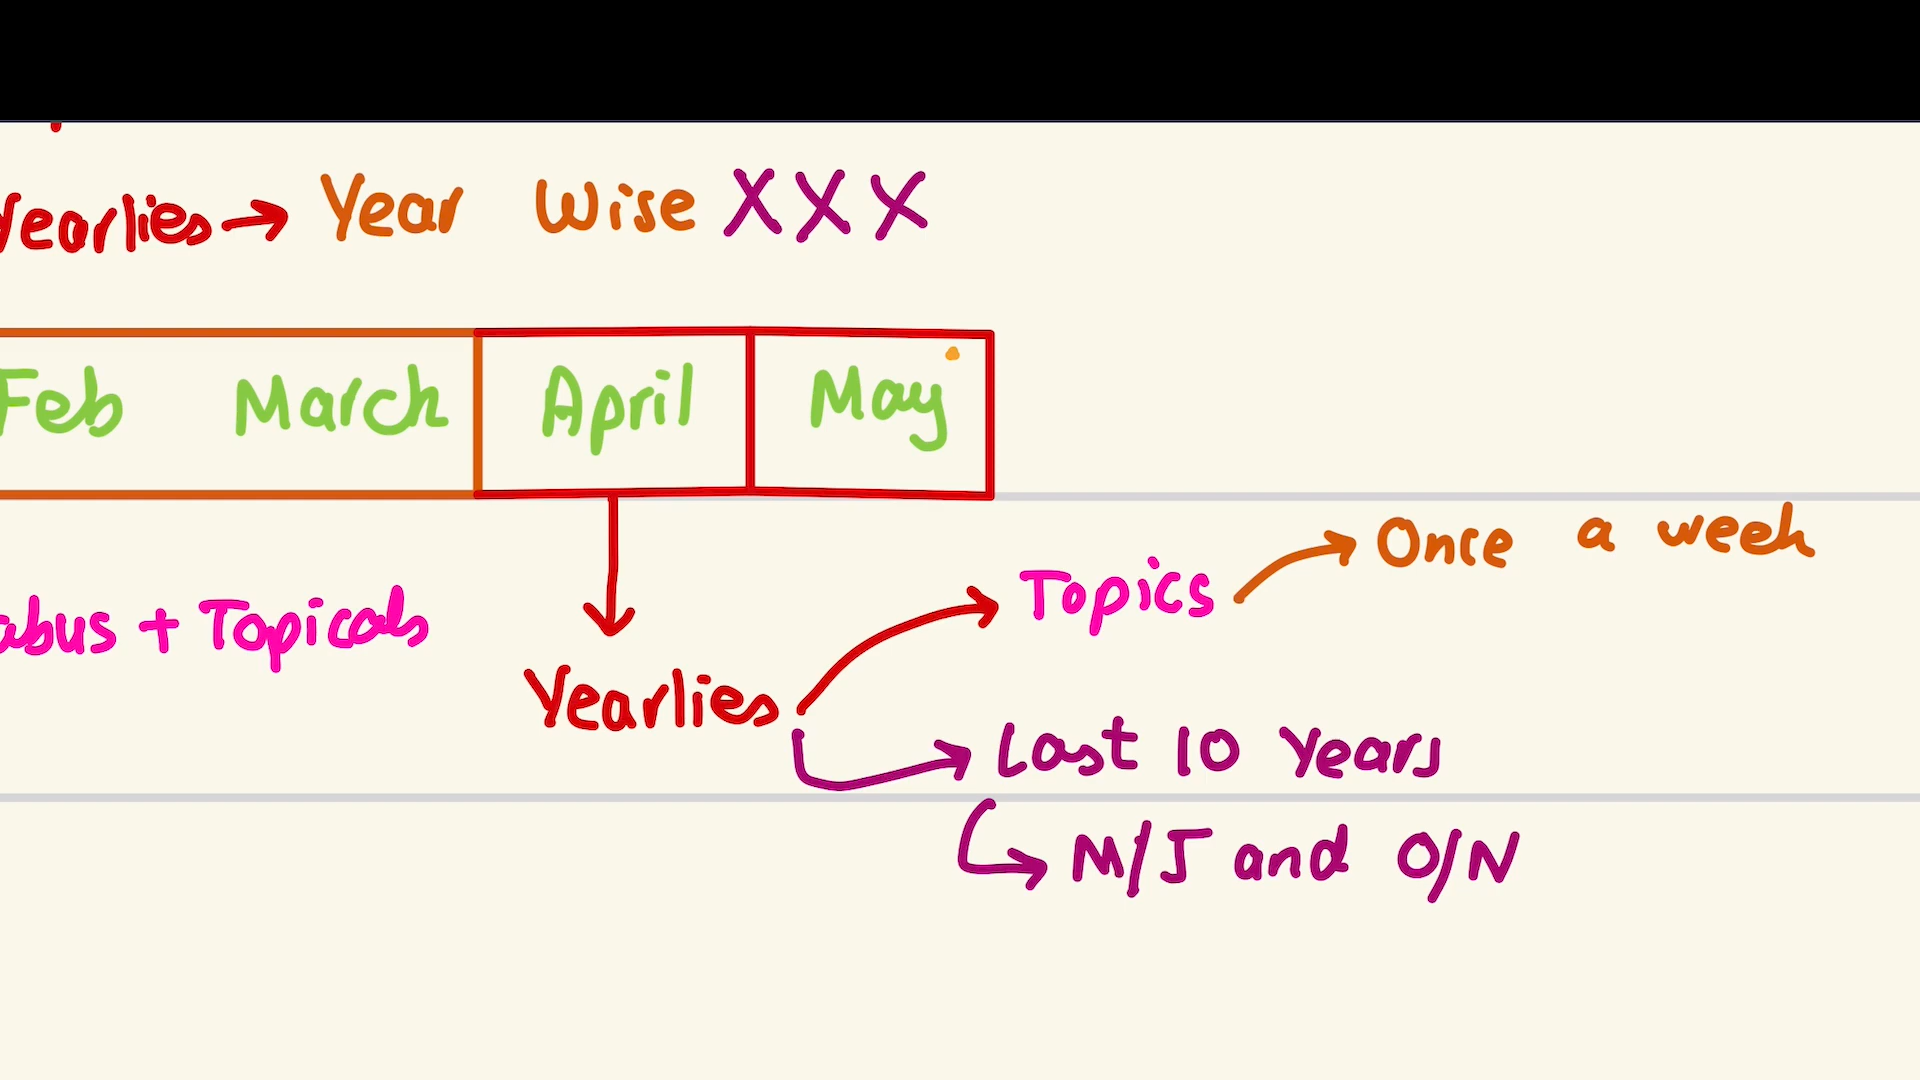 Yearlies → Year Wise XXX
Feb March April May
Once a week
Topics
abus + Topicals
Yearlies
Last 10 Years
M/J and O/N